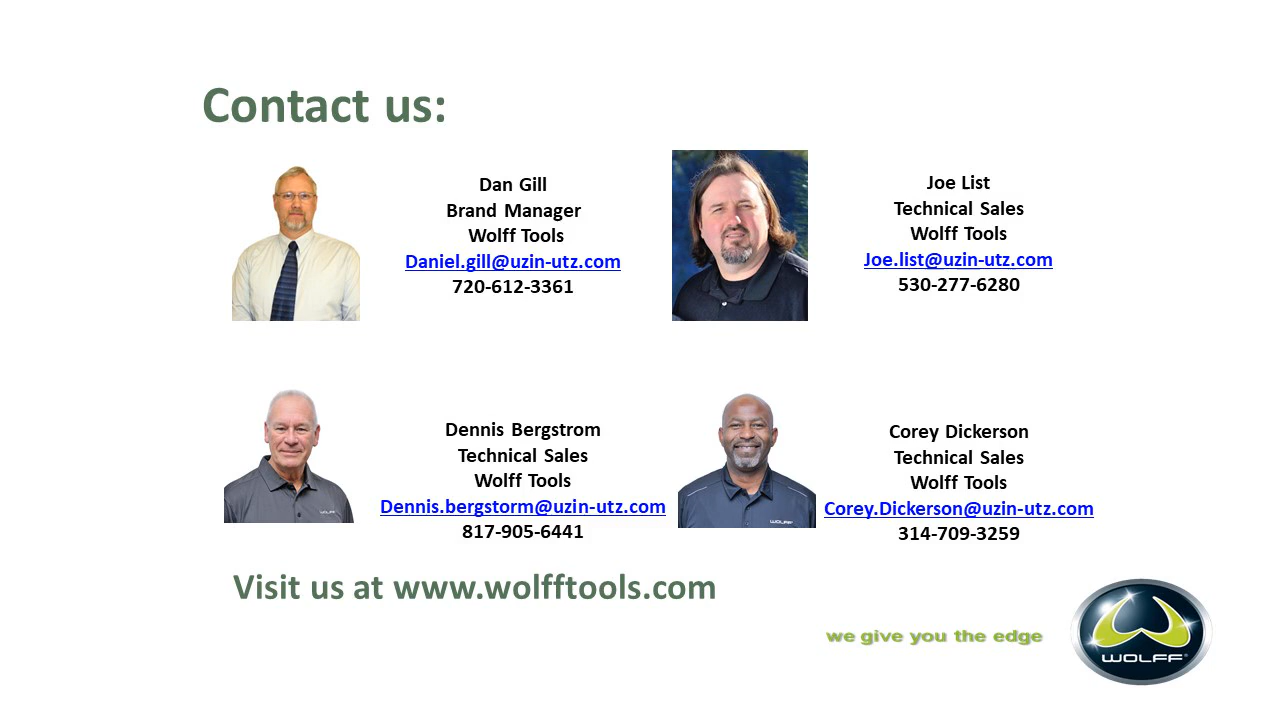 Contact us:
Dan Gill
Brand Manager
Wolff Tools
Daniel.gill@uzin-utz.com
720-612-3361
Joe List
Technical Sales
Wolff Tools
Joe.list@uzin-utz.com
530-277-6280
Dennis Bergstrom
Technical Sales
Wolff Tools
Dennis.bergstorm@uzin-utz.com
817-905-6441
WOLFF
Corey Dickerson
Technical Sales
Wolff Tools
Corey.Dickerson@uzin-utz.com
314-709-3259
WOLFF
Visit us at www.wolfftools.com
we give you the edge
WOLFF®